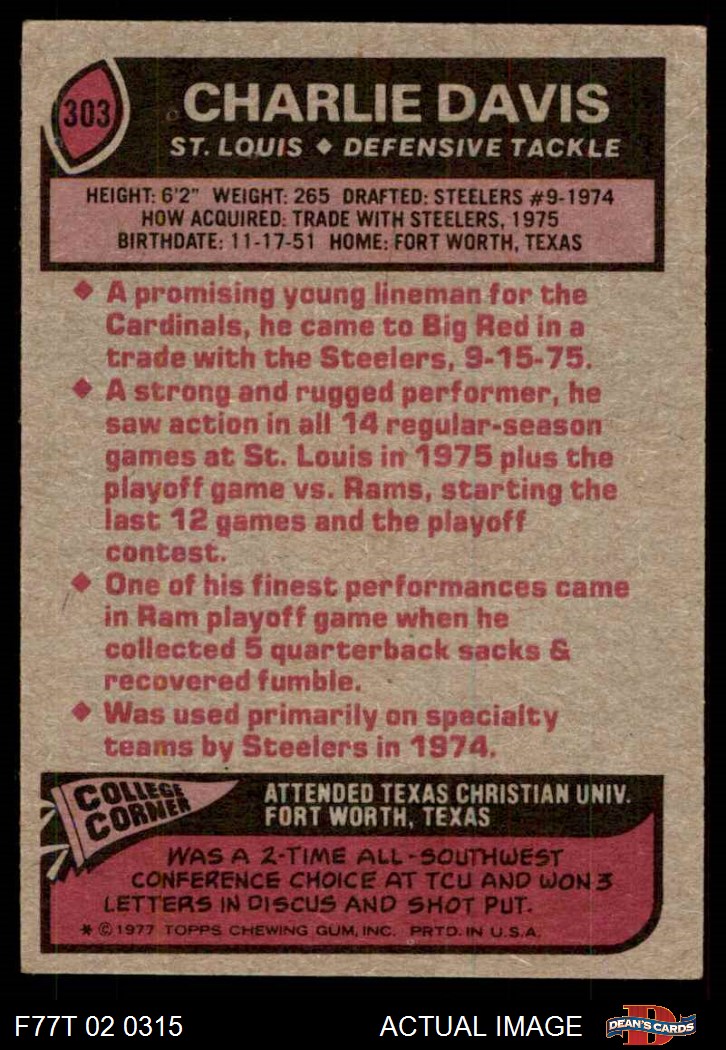 303
CHARLIE DAVIS
ST. LOUIS ♦ DEFENSIVE TACKLE
HEIGHT: 6'2" WEIGHT: 265 DRAFTED: STEELERS #9-1974
HOW ACQUIRED: TRADE WITH STEELERS, 1975
BIRTHDATE: 11-17-51 HOME: FORT WORTH, TEXAS
♦ A promising young lineman for the
Cardinals, he came to Big Red in a
trade with the Steelers, 9-15-75.
♦ A strong and rugged performer, he
saw action in all 14 regular-season
games at St. Louis in 1975 plus the
playoff game vs. Rams, starting the
last 12 games and the playoff
contest.
♦ One of his finest performances came
in Ram playoff game when he
collected 5 quarterback sacks &
recovered fumble.
♦ Was used primarily on specialty
teams by Steelers in 1974.
COLLEGE
CORNER
ATTENDED TEXAS CHRISTIAN UNIV.
FORT WORTH, TEXAS
WAS A 2-TIME ALL-SOUTHWEST
CONFERENCE CHOICE AT TCU AND WON 3
LETTERS IN DISCUS AND SHOT PUT.
* © 1977 TOPPS CHEWING GUM, INC. PRTD. IN U.S.A.
F77T 02 0315
ACTUAL IMAGE
D
DEAN'S CARDS